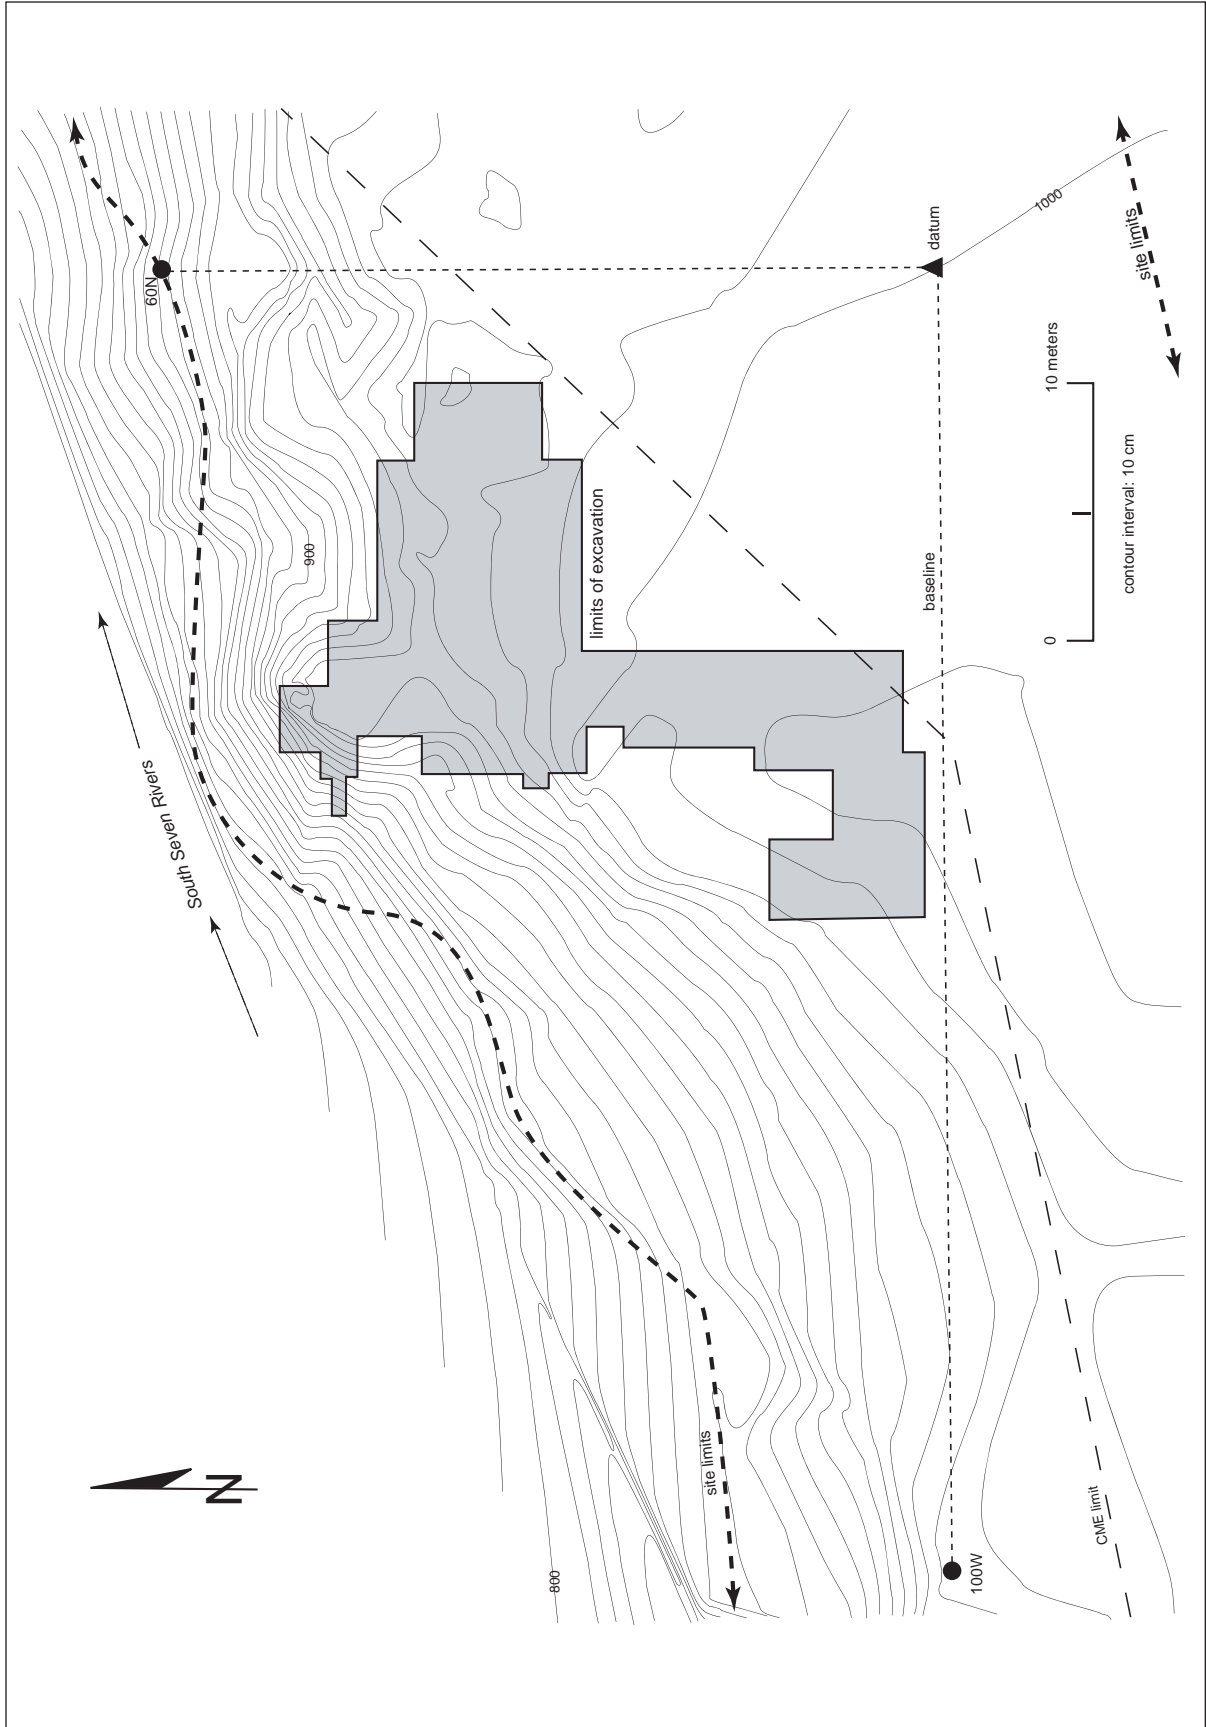 60N
datum
1000
site limits
10 meters
0
contour interval: 10 cm
baseline
limits of excavation
900
South Seven Rivers
N
site limits
800
CME limit
100W